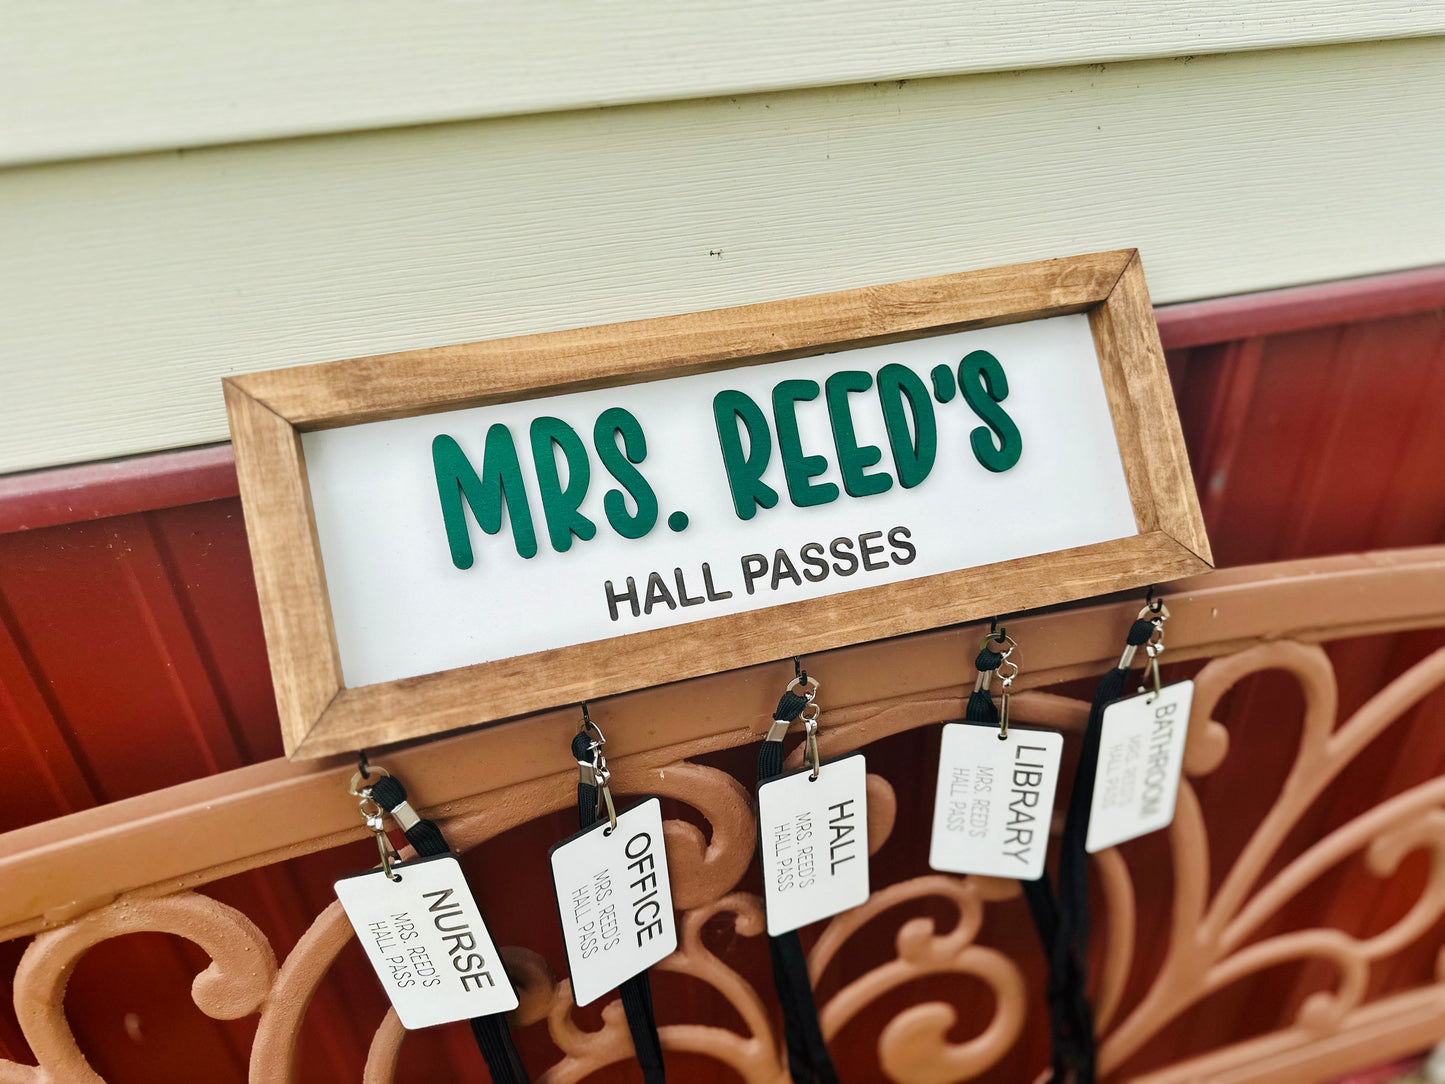 MRS. REED'S
HALL PASSES
NURSE
MRS. REED'S
HALL PASS
OFFICE
MRS. REED'S
HALL PASS
HALL
MRS. REED'S
HALL PASS
LIBRARY
MRS. REED'S
HALL PASS
BATHROOM
MRS. REED'S
HALL PASS